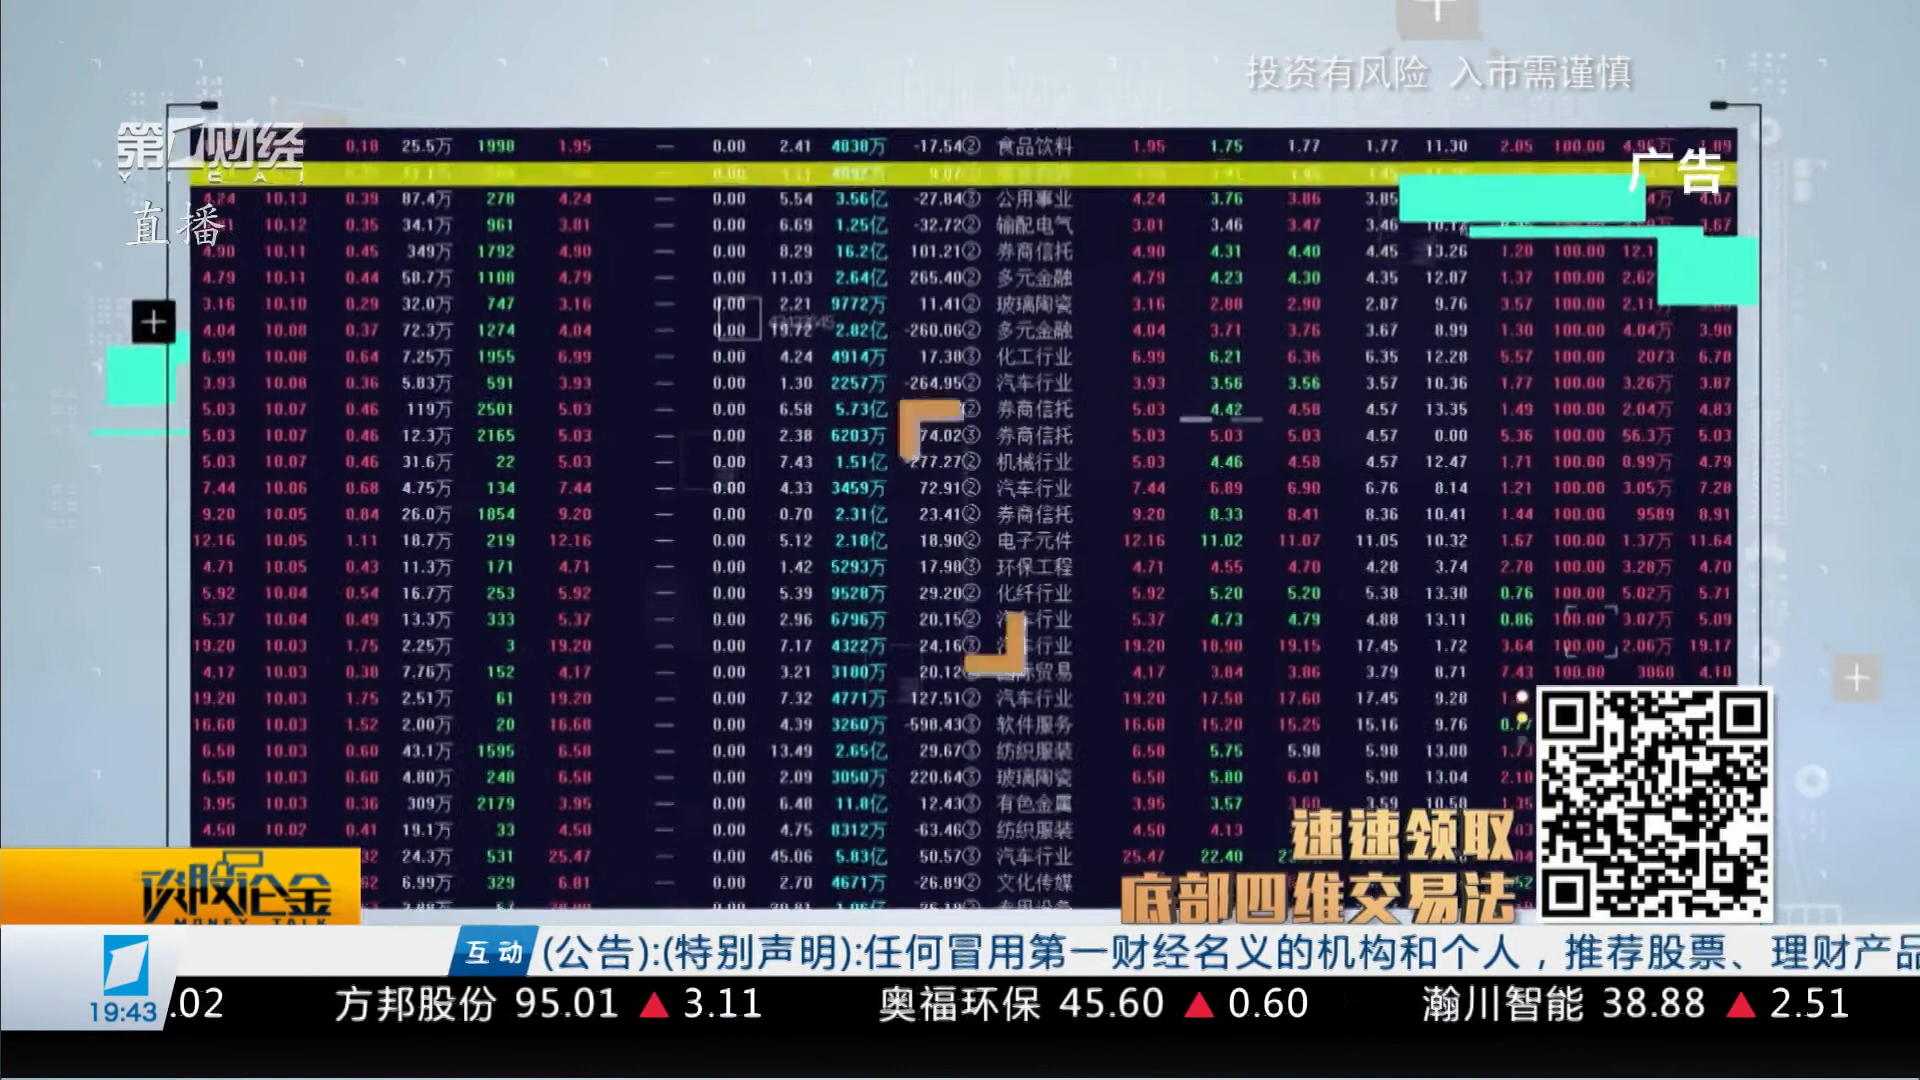 投资有风险 入市需谨慎
第一财经
YICAI
广告
直播
0.18 25.5万 1998 1.95 — 0.00 2.41 4838万 -17.54② 食品饮料 1.95 1.75 1.77 1.77 11.30 2.05 100.00
10.13 0.39 87.4万 278 4.24 — 0.00 5.54 3.56亿 -27.84③ 公用事业 4.24 3.76 3.86 3.85
10.12 0.35 34.1万 961 3.81 — 0.00 6.69 1.25亿 -32.72② 输配电气 3.81 3.46 3.47 3.46
4.90 10.11 0.45 349万 1792 4.90 — 0.00 8.29 16.2亿 101.21② 券商信托 4.90 4.31 4.40 4.45 13.26 1.20 100.00
4.79 10.11 0.44 58.7万 1108 4.79 — 0.00 11.03 2.64亿 265.40② 多元金融 4.79 4.23 4.30 4.35 12.87 1.37 100.00
3.16 10.18 0.29 32.0万 747 3.16 — 0.00 2.21 9772万 11.41② 玻璃陶瓷 3.16 2.88 2.90 2.87 9.76 3.57 100.00
4.04 10.08 0.37 72.3万 1274 4.04 — 0.00 19.72 2.82亿 -260.06② 多元金融 4.04 3.71 3.76 3.67 8.99 1.30 100.00 4.04万 3.90
6.99 10.08 0.64 7.25万 1955 6.99 — 0.00 4.24 4914万 17.38③ 化工行业 6.99 6.21 6.36 6.35 12.28 5.57 100.00 2073 6.78
3.93 10.08 0.36 5.83万 591 3.93 — 0.00 1.30 2257万 -264.95② 汽车行业 3.93 3.56 3.56 3.57 10.36 1.77 100.00 3.26万 3.87
5.03 10.07 0.46 119万 2501 5.03 — 0.00 6.58 5.73亿 券商信托 5.03 4.42 4.58 4.57 13.35 1.49 100.00 2.04万 4.83
5.03 10.07 0.46 12.3万 2165 5.03 — 0.00 2.38 6203万 74.02③ 券商信托 5.03 5.03 5.03 4.57 0.00 5.36 100.00 56.3万 5.03
5.03 10.07 0.46 31.6万 22 5.03 — 0.00 7.43 1.51亿 -277.27② 机械行业 5.03 4.46 4.58 4.57 12.47 1.71 100.00 8.99万 4.79
7.44 10.06 0.68 4.75万 134 7.44 — 0.00 4.33 3459万 72.91② 汽车行业 7.44 6.89 6.90 6.76 8.14 1.21 100.00 3.05万 7.28
9.20 10.05 0.84 26.0万 1854 9.20 — 0.00 0.70 2.31亿 23.41② 券商信托 9.20 8.33 8.41 8.36 10.41 1.44 100.00 9589 8.91
12.16 10.05 1.11 18.7万 219 12.16 — 0.00 5.12 2.18亿 18.90② 电子元件 12.16 11.02 11.07 11.05 10.32 1.67 100.00 1.37万 11.64
4.71 10.05 0.43 11.3万 171 4.71 — 0.00 1.42 5293万 17.98③ 环保工程 4.71 4.55 4.70 4.28 3.74 2.78 100.00 3.28万 4.70
5.92 10.04 0.54 16.7万 253 5.92 — 0.00 5.39 9528万 29.20② 化纤行业 5.92 5.20 5.20 5.38 13.38 0.76 100.00 5.02万 5.71
5.37 10.04 0.49 13.3万 333 5.37 — 0.00 2.96 6796万 20.15② 5.37 4.73 4.79 4.88 13.11 0.86 100.00 3.07万 5.09
19.20 10.03 1.75 2.25万 3 19.20 — 0.00 7.17 4322万 24.16③ 19.20 18.90 19.15 17.45 1.72 3.64 100.00 2.06万 19.17
4.17 10.03 0.38 7.76万 152 4.17 — 0.00 3.21 3180万 20.12 4.17 3.84 3.86 3.79 8.71 7.43 100.00 3060 4.10
19.20 10.03 1.75 2.51万 61 19.20 — 0.00 7.32 4771万 -127.51② 汽车行业 19.20 17.58 17.60 17.45 9.28
16.68 10.03 1.52 2.00万 20 16.68 — 0.00 4.39 3260万 -598.43③ 软件服务 16.68 15.20 15.25 15.16 9.76
6.58 10.03 0.60 43.1万 1595 6.58 — 0.00 13.49 2.65亿 29.67③ 纺织服装 6.58 5.75 5.98 5.98 13.88
6.58 10.03 0.60 4.80万 248 6.58 — 0.00 2.09 3050万 220.64③ 玻璃陶瓷 6.58 5.80 6.01 5.98 13.04 2.10
3.95 10.03 0.36 309万 2179 3.95 — 0.00 6.48 11.8亿 12.43③ 有色金属 3.95 3.57 3.60 3.59 10.58
4.50 10.02 0.41 19.1万 33 4.50 — 0.00 4.75 8312万 -63.46③ 纺织服装 4.50 4.13
24.3万 531 25.47 — 0.00 45.06 5.83亿 50.57③ 汽车行业 25.47 22.40
6.99万 329 6.81 — 0.00 2.70 4671万 -26.89② 文化传媒
速速领取
底部四维交易法
谈股论金
MONEY TALK
互动 (公告):(特别声明):任何冒用第一财经名义的机构和个人，推荐股票、理财产品
19:43 .02 方邦股份 95.01 ▲ 3.11 奥福环保 45.60 ▲ 0.60 瀚川智能 38.88 ▲ 2.51